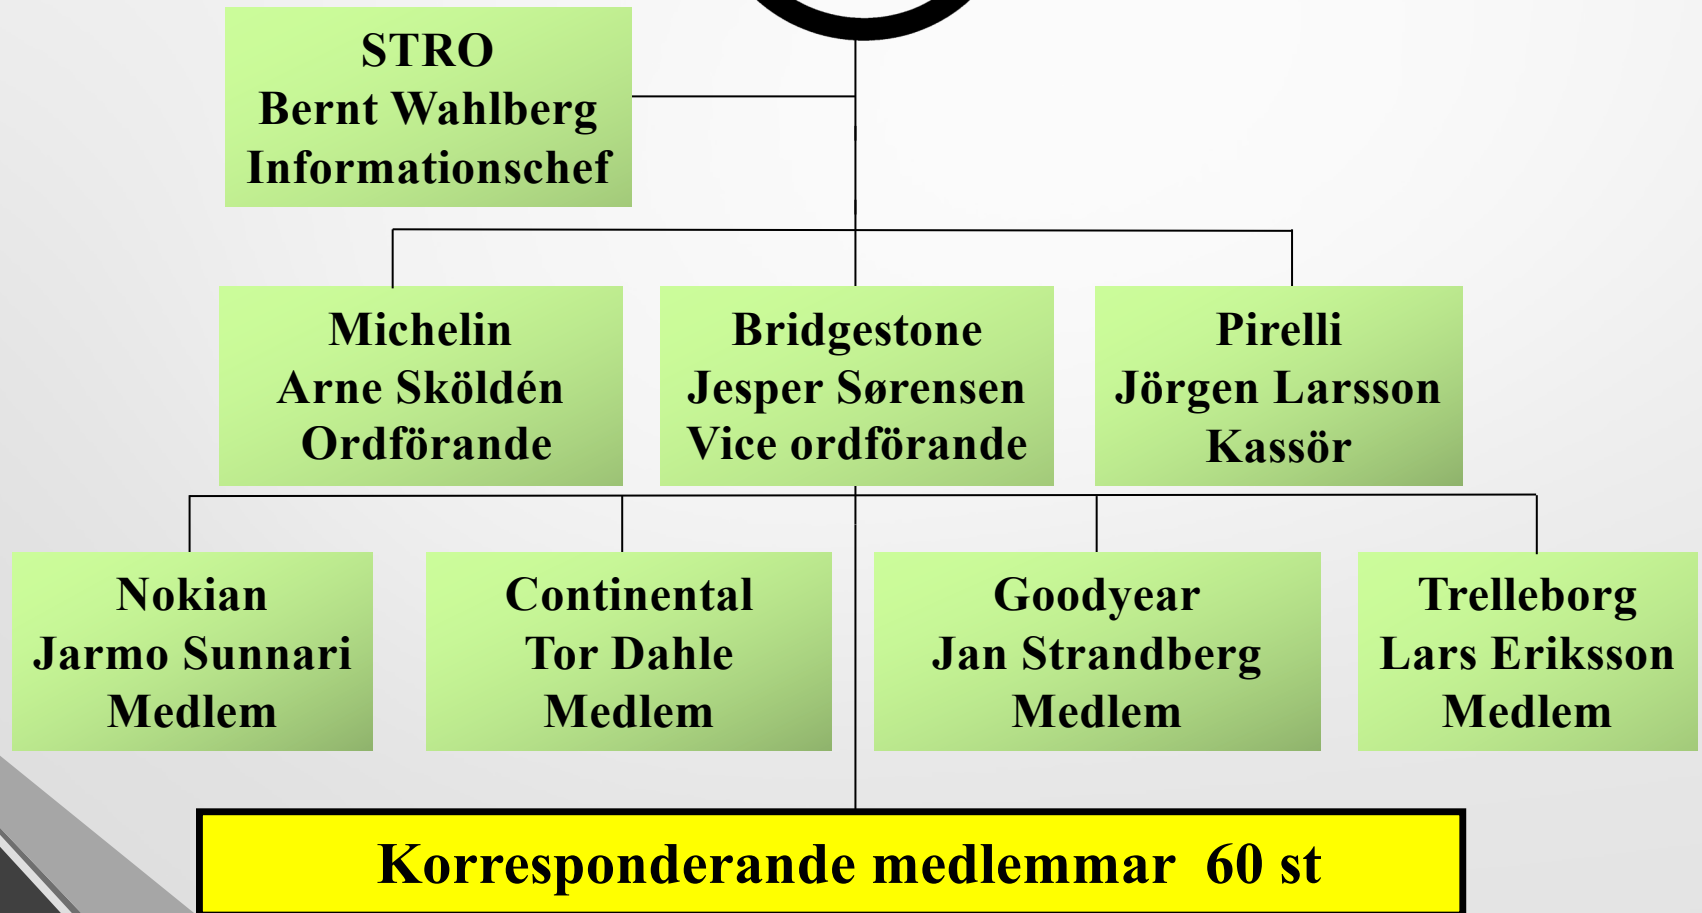 STRO
Bernt Wahlberg
Informationschef
Michelin
Arne Sköldén
Ordförande
Bridgestone
Jesper Sørensen
Vice ordförande
Pirelli
Jörgen Larsson
Kassör
Nokian
Jarmo Sunnari
Medlem
Continental
Tor Dahle
Medlem
Goodyear
Jan Strandberg
Medlem
Trelleborg
Lars Eriksson
Medlem
Korresponderande medlemmar  60 st